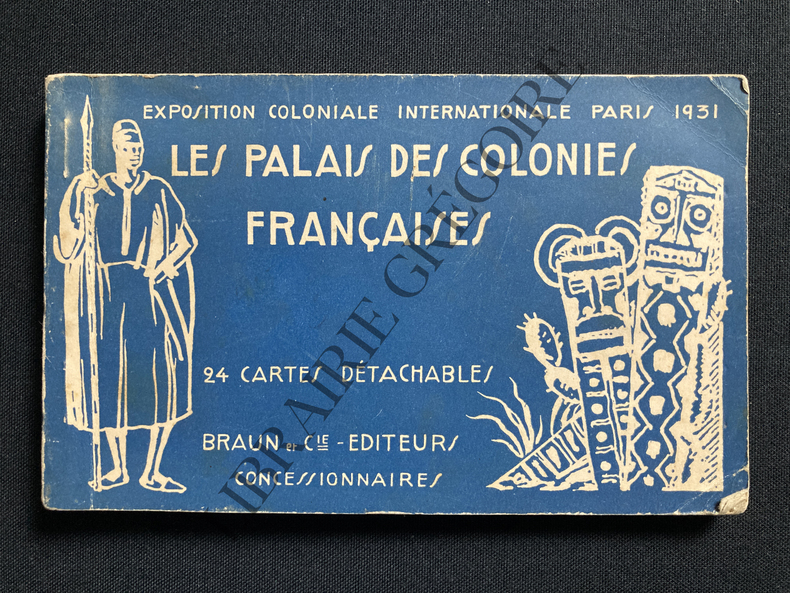 EXPOSITION COLONIALE INTERNATIONALE PARIS 1931
LES PALAIS DES COLONIES
FRANÇAISES
24 CARTES DÉTACHABLES
BRAUN et CIE - EDITEURS
CONCESSIONNAIRES
LIBRAIRIE GRÉGOIRE